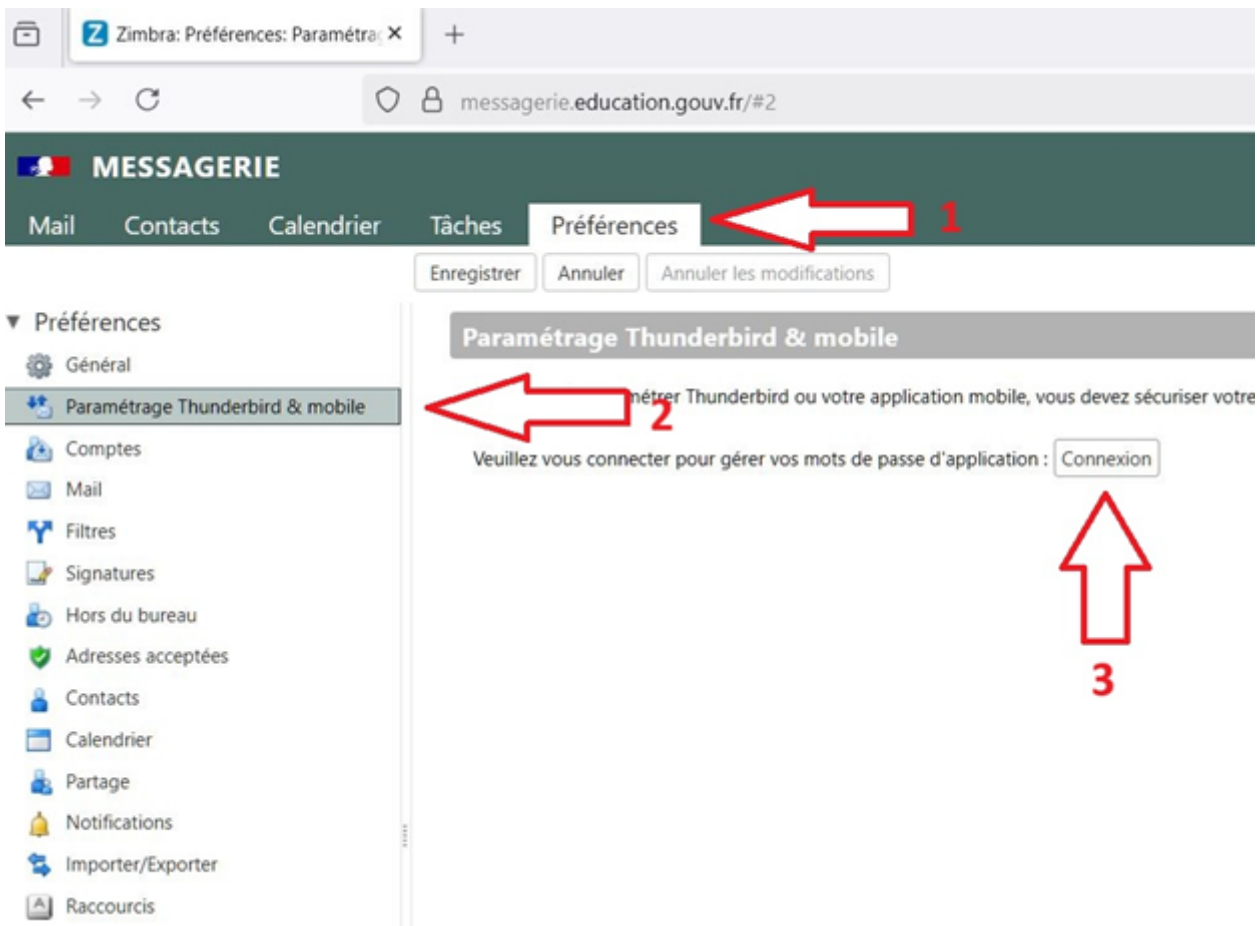 Zimbra: Préférences: Paramétrag
messagerie.education.gouv.fr/#2
MESSAGERIE
Mail Contacts Calendrier Tâches Préférences 1
Enregistrer Annuler Annuler les modifications
Préférences
Paramétrage Thunderbird & mobile
Général
métrer Thunderbird ou votre application mobile, vous devez sécuriser votre
Paramétrage Thunderbird & mobile 2
Comptes
Veuillez vous connecter pour gérer vos mots de passe d'application : Connexion
Mail
Filtres
Signatures
Hors du bureau
Adresses acceptées
3
Contacts
Calendrier
Partage
Notifications
Importer/Exporter
Raccourcis